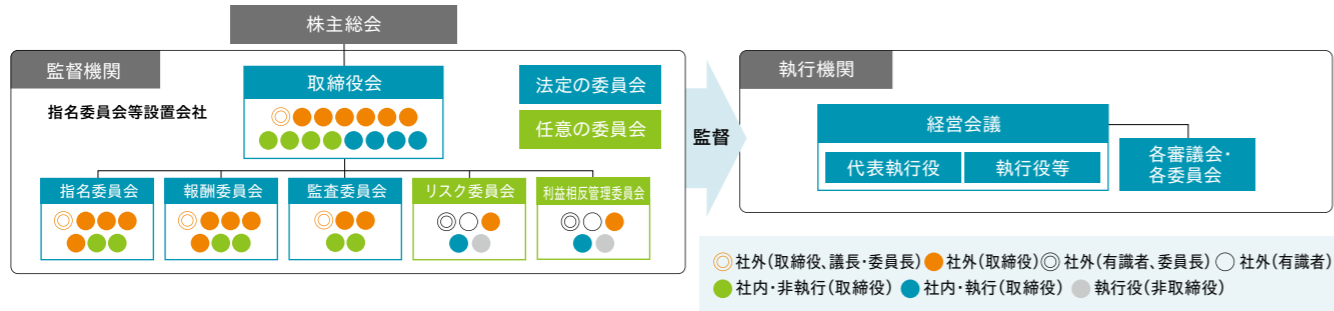 株主総会
監督機関
指名委員会等設置会社
取締役会
法定の委員会
任意の委員会
指名委員会
報酬委員会
監査委員会
リスク委員会
利益相反管理委員会
監督
執行機関
経営会議
代表執行役
執行役等
各審議会・
各委員会
社外(取締役、議長・委員長) 社外(取締役) 社外(有識者、委員長) 社外(有識者)
社内・非執行(取締役) 社内・執行(取締役) 執行役(非取締役)